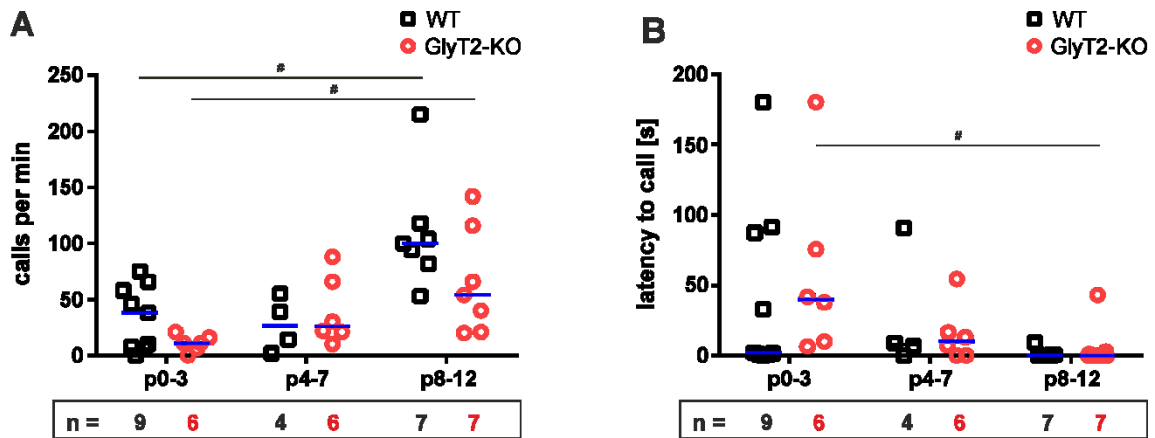 A
WT
GlyT2-KO
#
#
calls per min
250
200
150
100
50
0
p0-3 p4-7 p8-12
n = 9 6 4 6 7 7
B
WT
GlyT2-KO
#
latency to call [s]
200
150
100
50
0
p0-3 p4-7 p8-12
n = 9 6 4 6 7 7